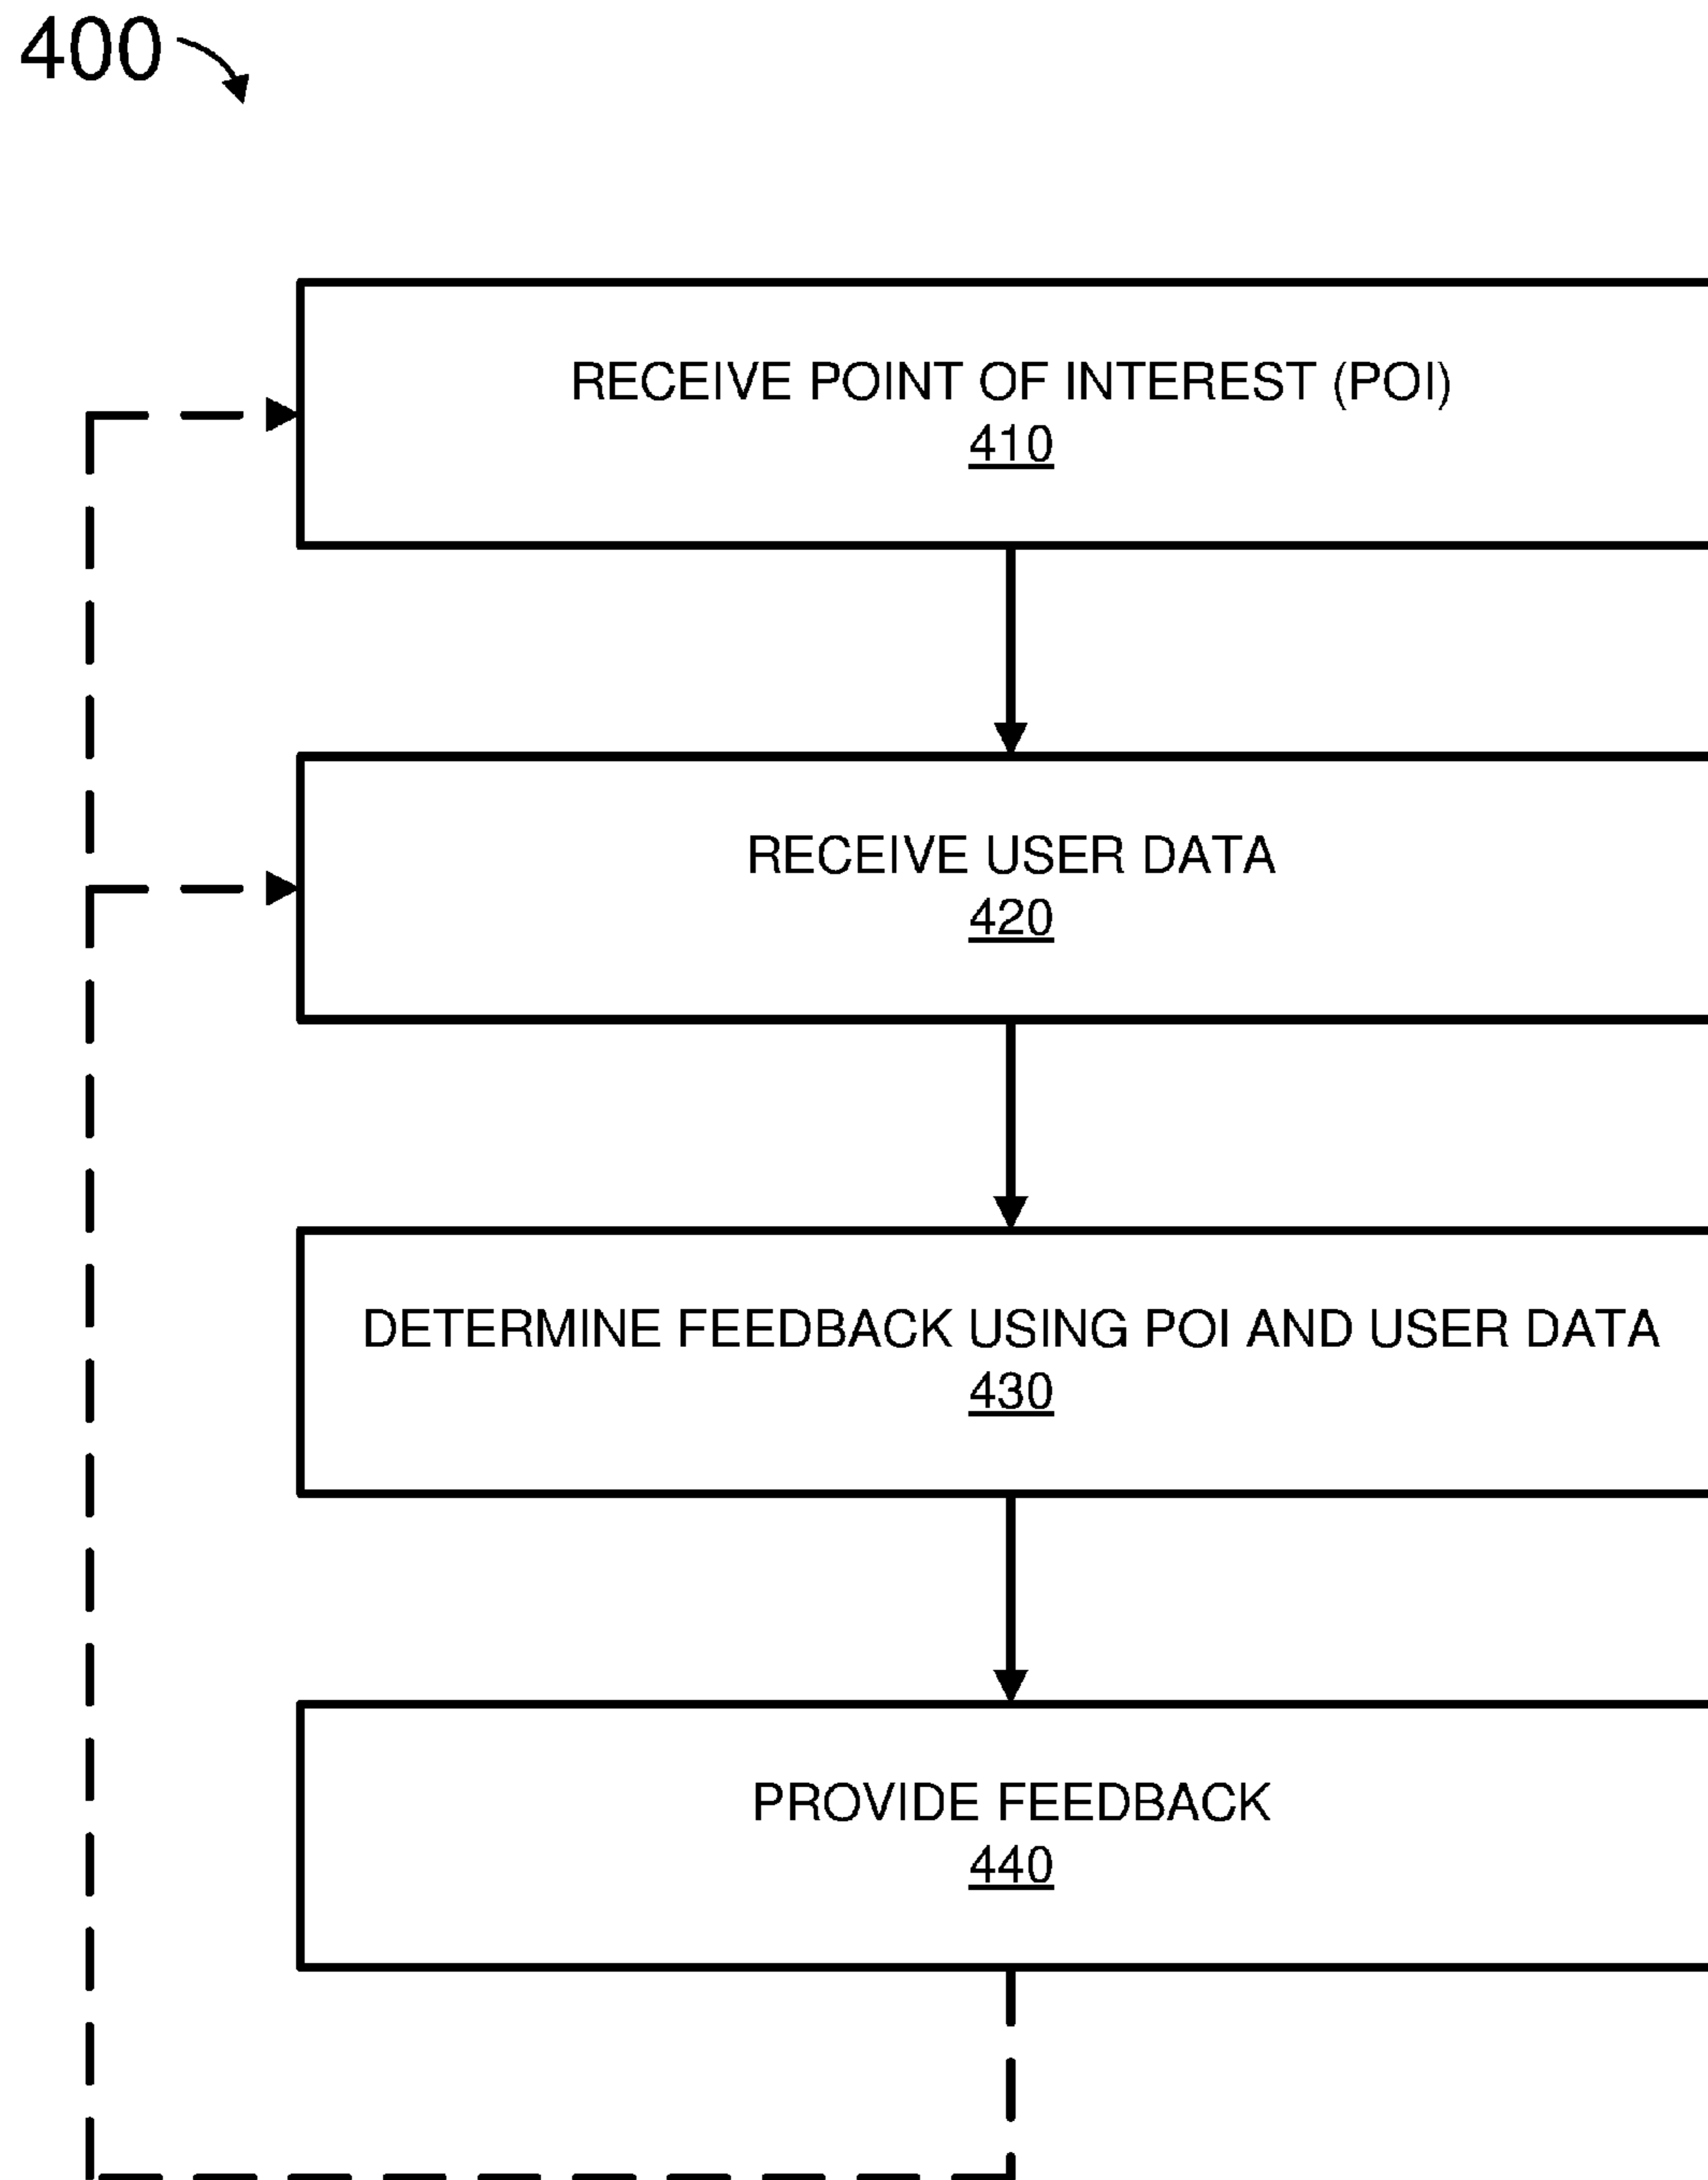 400
RECEIVE POINT OF INTEREST (POI)
410
RECEIVE USER DATA
420
DETERMINE FEEDBACK USING POI AND USER DATA
430
PROVIDE FEEDBACK
440